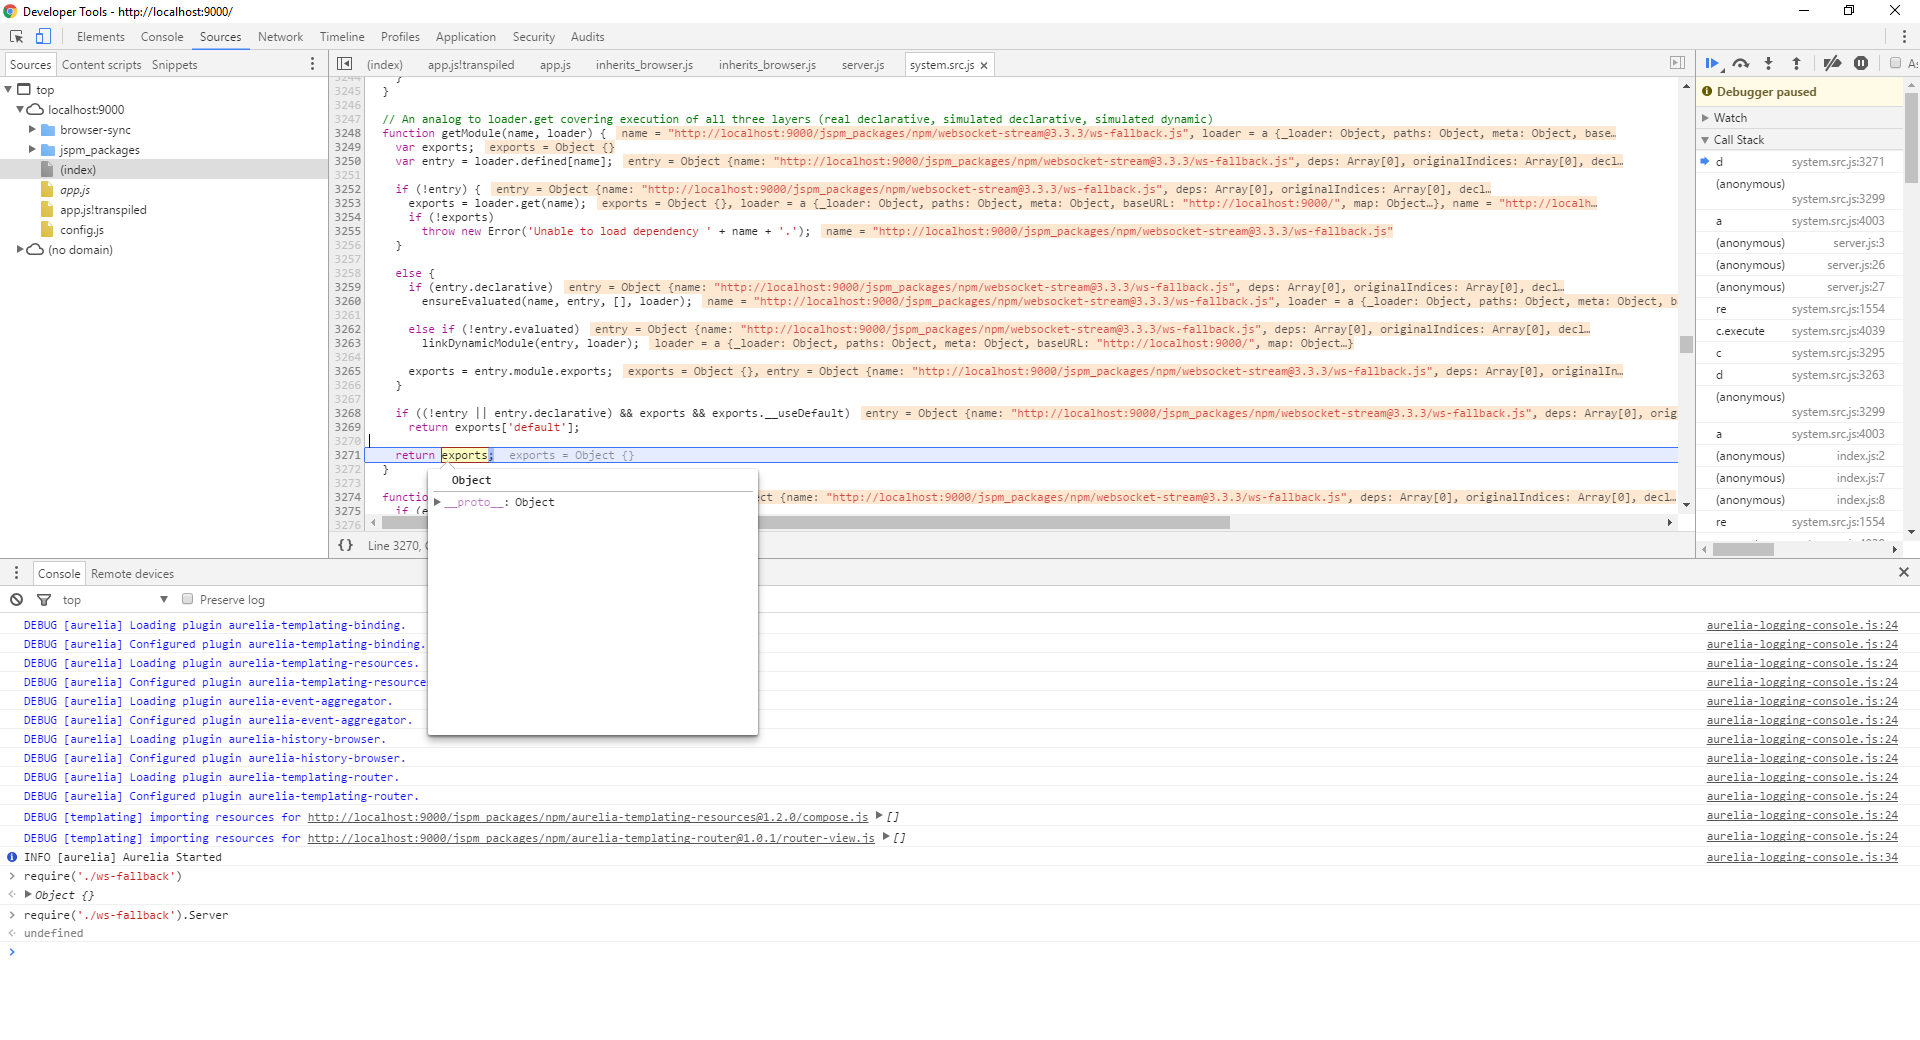 Developer Tools - http://localhost:9000/
Elements Console Sources Network Timeline Profiles Application Security Audits
Sources Content scripts Snippets
top
localhost:9000
browser-sync
jspm_packages
(index)
app.js
app.js!transpiled
config.js
(no domain)
(index) app.js!transpiled app.js inherits_browser.js inherits_browser.js server.js system.src.js
3244 }
3245 }
3246
3247 // An analog to loader.get covering execution of all three layers (real declarative, simulated declarative, simulated dynamic)
3248 function getModule(name, loader) { name = "http://localhost:9000/jspm_packages/npm/websocket-stream@3.3.3/ws-fallback.js", loader = a {_loader: Object, paths: Object, meta: Object, base…
3249 var exports; exports = Object {}
3250 var entry = loader.defined[name]; entry = Object {name: "http://localhost:9000/jspm_packages/npm/websocket-stream@3.3.3/ws-fallback.js", deps: Array[0], originalIndices: Array[0], decl…
3251
3252 if (!entry) { entry = Object {name: "http://localhost:9000/jspm_packages/npm/websocket-stream@3.3.3/ws-fallback.js", deps: Array[0], originalIndices: Array[0], decl…
3253 exports = loader.get(name); exports = Object {}, loader = a {_loader: Object, paths: Object, meta: Object, baseURL: "http://localhost:9000/", map: Object…}, name = "http://localh…
3254 if (!exports)
3255 throw new Error('Unable to load dependency ' + name + '.'); name = "http://localhost:9000/jspm_packages/npm/websocket-stream@3.3.3/ws-fallback.js"
3256 }
3257
3258 else {
3259 if (entry.declarative) entry = Object {name: "http://localhost:9000/jspm_packages/npm/websocket-stream@3.3.3/ws-fallback.js", deps: Array[0], originalIndices: Array[0], decl…
3260 ensureEvaluated(name, entry, [], loader); name = "http://localhost:9000/jspm_packages/npm/websocket-stream@3.3.3/ws-fallback.js", loader = a {_loader: Object, paths: Object, meta: Object, b
3261
3262 else if (!entry.evaluated) entry = Object {name: "http://localhost:9000/jspm_packages/npm/websocket-stream@3.3.3/ws-fallback.js", deps: Array[0], originalIndices: Array[0], decl…
3263 linkDynamicModule(entry, loader); loader = a {_loader: Object, paths: Object, meta: Object, baseURL: "http://localhost:9000/", map: Object…}
3264
3265 exports = entry.module.exports; exports = Object {}, entry = Object {name: "http://localhost:9000/jspm_packages/npm/websocket-stream@3.3.3/ws-fallback.js", deps: Array[0], originalIn…
3266 }
3267
3268 if ((!entry || entry.declarative) && exports && exports.__useDefault) entry = Object {name: "http://localhost:9000/jspm_packages/npm/websocket-stream@3.3.3/ws-fallback.js", deps: Array[0], orig
3269 return exports['default'];
3270
3271 return exports; exports = Object {}
3272 }
3273
3274 function ect {name: "http://localhost:9000/jspm_packages/npm/websocket-stream@3.3.3/ws-fallback.js", deps: Array[0], originalIndices: Array[0], decl…
3275 if (e
3276
Object
__proto__: Object
{} Line 3270,
Debugger paused
Watch
Call Stack
d system.src.js:3271
(anonymous)
system.src.js:3299
a system.src.js:4003
(anonymous) server.js:3
(anonymous) server.js:26
(anonymous) server.js:27
re system.src.js:1554
c.execute system.src.js:4039
c system.src.js:3295
d system.src.js:3263
(anonymous)
system.src.js:3299
a system.src.js:4003
(anonymous) index.js:2
(anonymous) index.js:7
(anonymous) index.js:8
re system.src.js:1554
Console Remote devices
top Preserve log
DEBUG [aurelia] Loading plugin aurelia-templating-binding. aurelia-logging-console.js:24
DEBUG [aurelia] Configured plugin aurelia-templating-binding. aurelia-logging-console.js:24
DEBUG [aurelia] Loading plugin aurelia-templating-resources. aurelia-logging-console.js:24
DEBUG [aurelia] Configured plugin aurelia-templating-resource aurelia-logging-console.js:24
DEBUG [aurelia] Loading plugin aurelia-event-aggregator. aurelia-logging-console.js:24
DEBUG [aurelia] Configured plugin aurelia-event-aggregator. aurelia-logging-console.js:24
DEBUG [aurelia] Loading plugin aurelia-history-browser. aurelia-logging-console.js:24
DEBUG [aurelia] Configured plugin aurelia-history-browser. aurelia-logging-console.js:24
DEBUG [aurelia] Loading plugin aurelia-templating-router. aurelia-logging-console.js:24
DEBUG [aurelia] Configured plugin aurelia-templating-router. aurelia-logging-console.js:24
DEBUG [templating] importing resources for http://localhost:9000/jspm_packages/npm/aurelia-templating-resources@1.2.0/compose.js [] aurelia-logging-console.js:24
DEBUG [templating] importing resources for http://localhost:9000/jspm_packages/npm/aurelia-templating-router@1.0.1/router-view.js [] aurelia-logging-console.js:24
INFO [aurelia] Aurelia Started aurelia-logging-console.js:34
require('./ws-fallback')
Object {}
require('./ws-fallback').Server
undefined